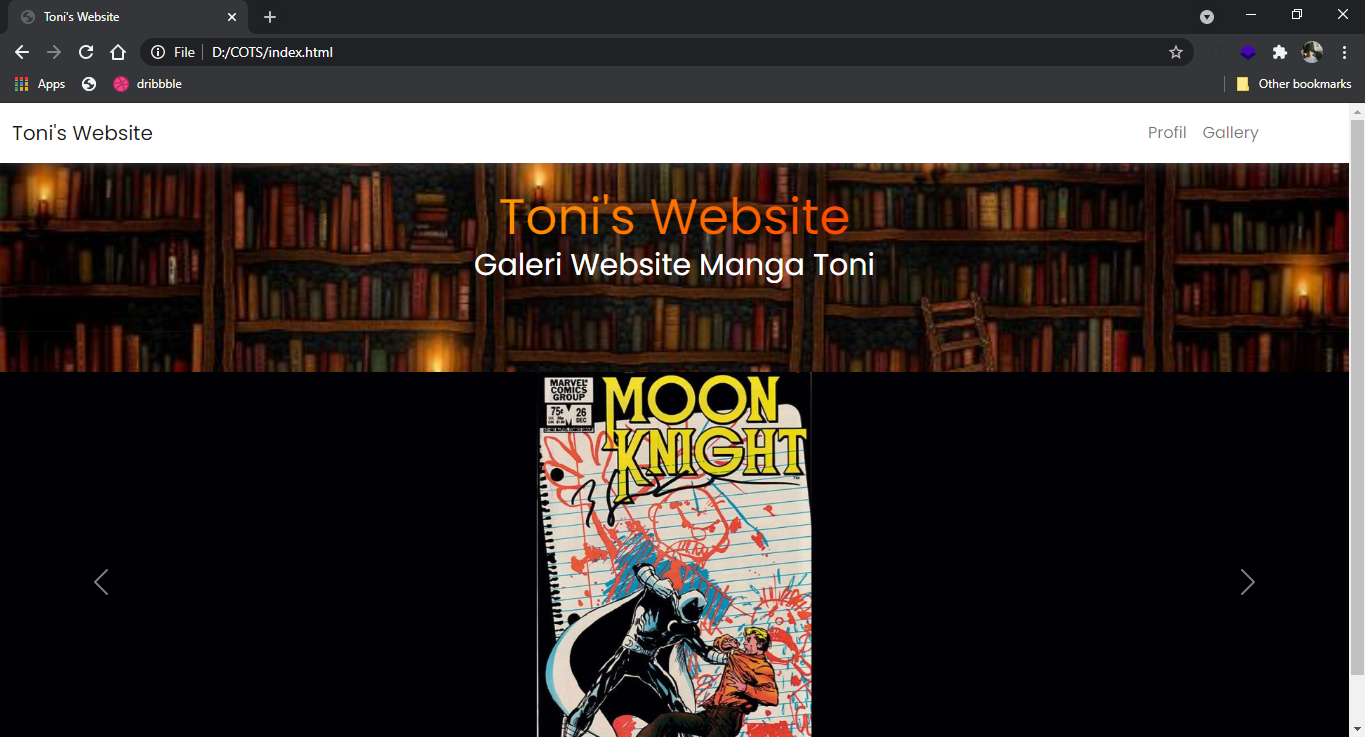 Toni's Website
File D:/COTS/index.html
Apps dribbble Other bookmarks
Toni's Website Profil Gallery
Toni's Website
Galeri Website Manga Toni
MARVEL COMICS GROUP
75¢ 26 DEC
MOON KNIGHT
TM